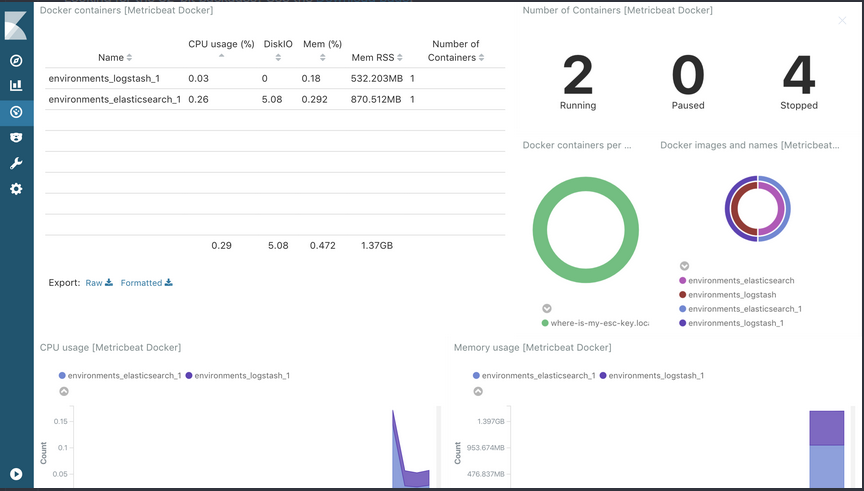 Docker containers [Metricbeat Docker]
Name CPU usage (%) DiskIO Mem (%) Mem RSS Number of Containers
environments_logstash_1 0.03 0 0.18 532.203MB 1
environments_elasticsearch_1 0.26 5.08 0.292 870.512MB 1
0.29 5.08 0.472 1.37GB
Export: Raw Formatted
Number of Containers [Metricbeat Docker]
2 0 4
Running Paused Stopped
Docker containers per ...
where-is-my-esc-key.loc
Docker images and names [Metricbeat...
environments_elasticsearch
environments_logstash
environments_elasticsearch_1
environments_logstash_1
CPU usage [Metricbeat Docker]
environments_elasticsearch_1 environments_logstash_1
Count
0.15
0.1
0.05
Memory usage [Metricbeat Docker]
environments_elasticsearch_1 environments_logstash_1
Count
1.397GB
953.674MB
476.837MB